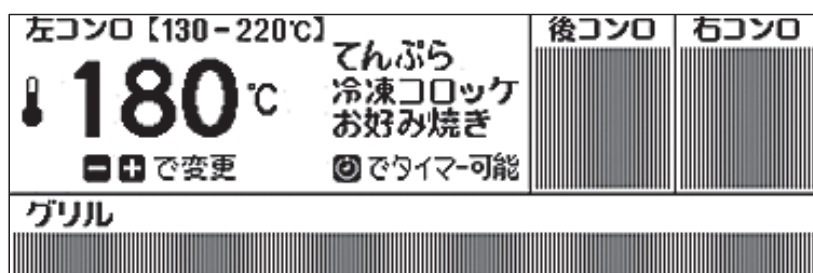 左コンロ【130-220℃】
180℃
てんぷら
冷凍コロッケ
お好み焼き
➖➕で変更
でタイマー可能
後コンロ
右コンロ
グリル